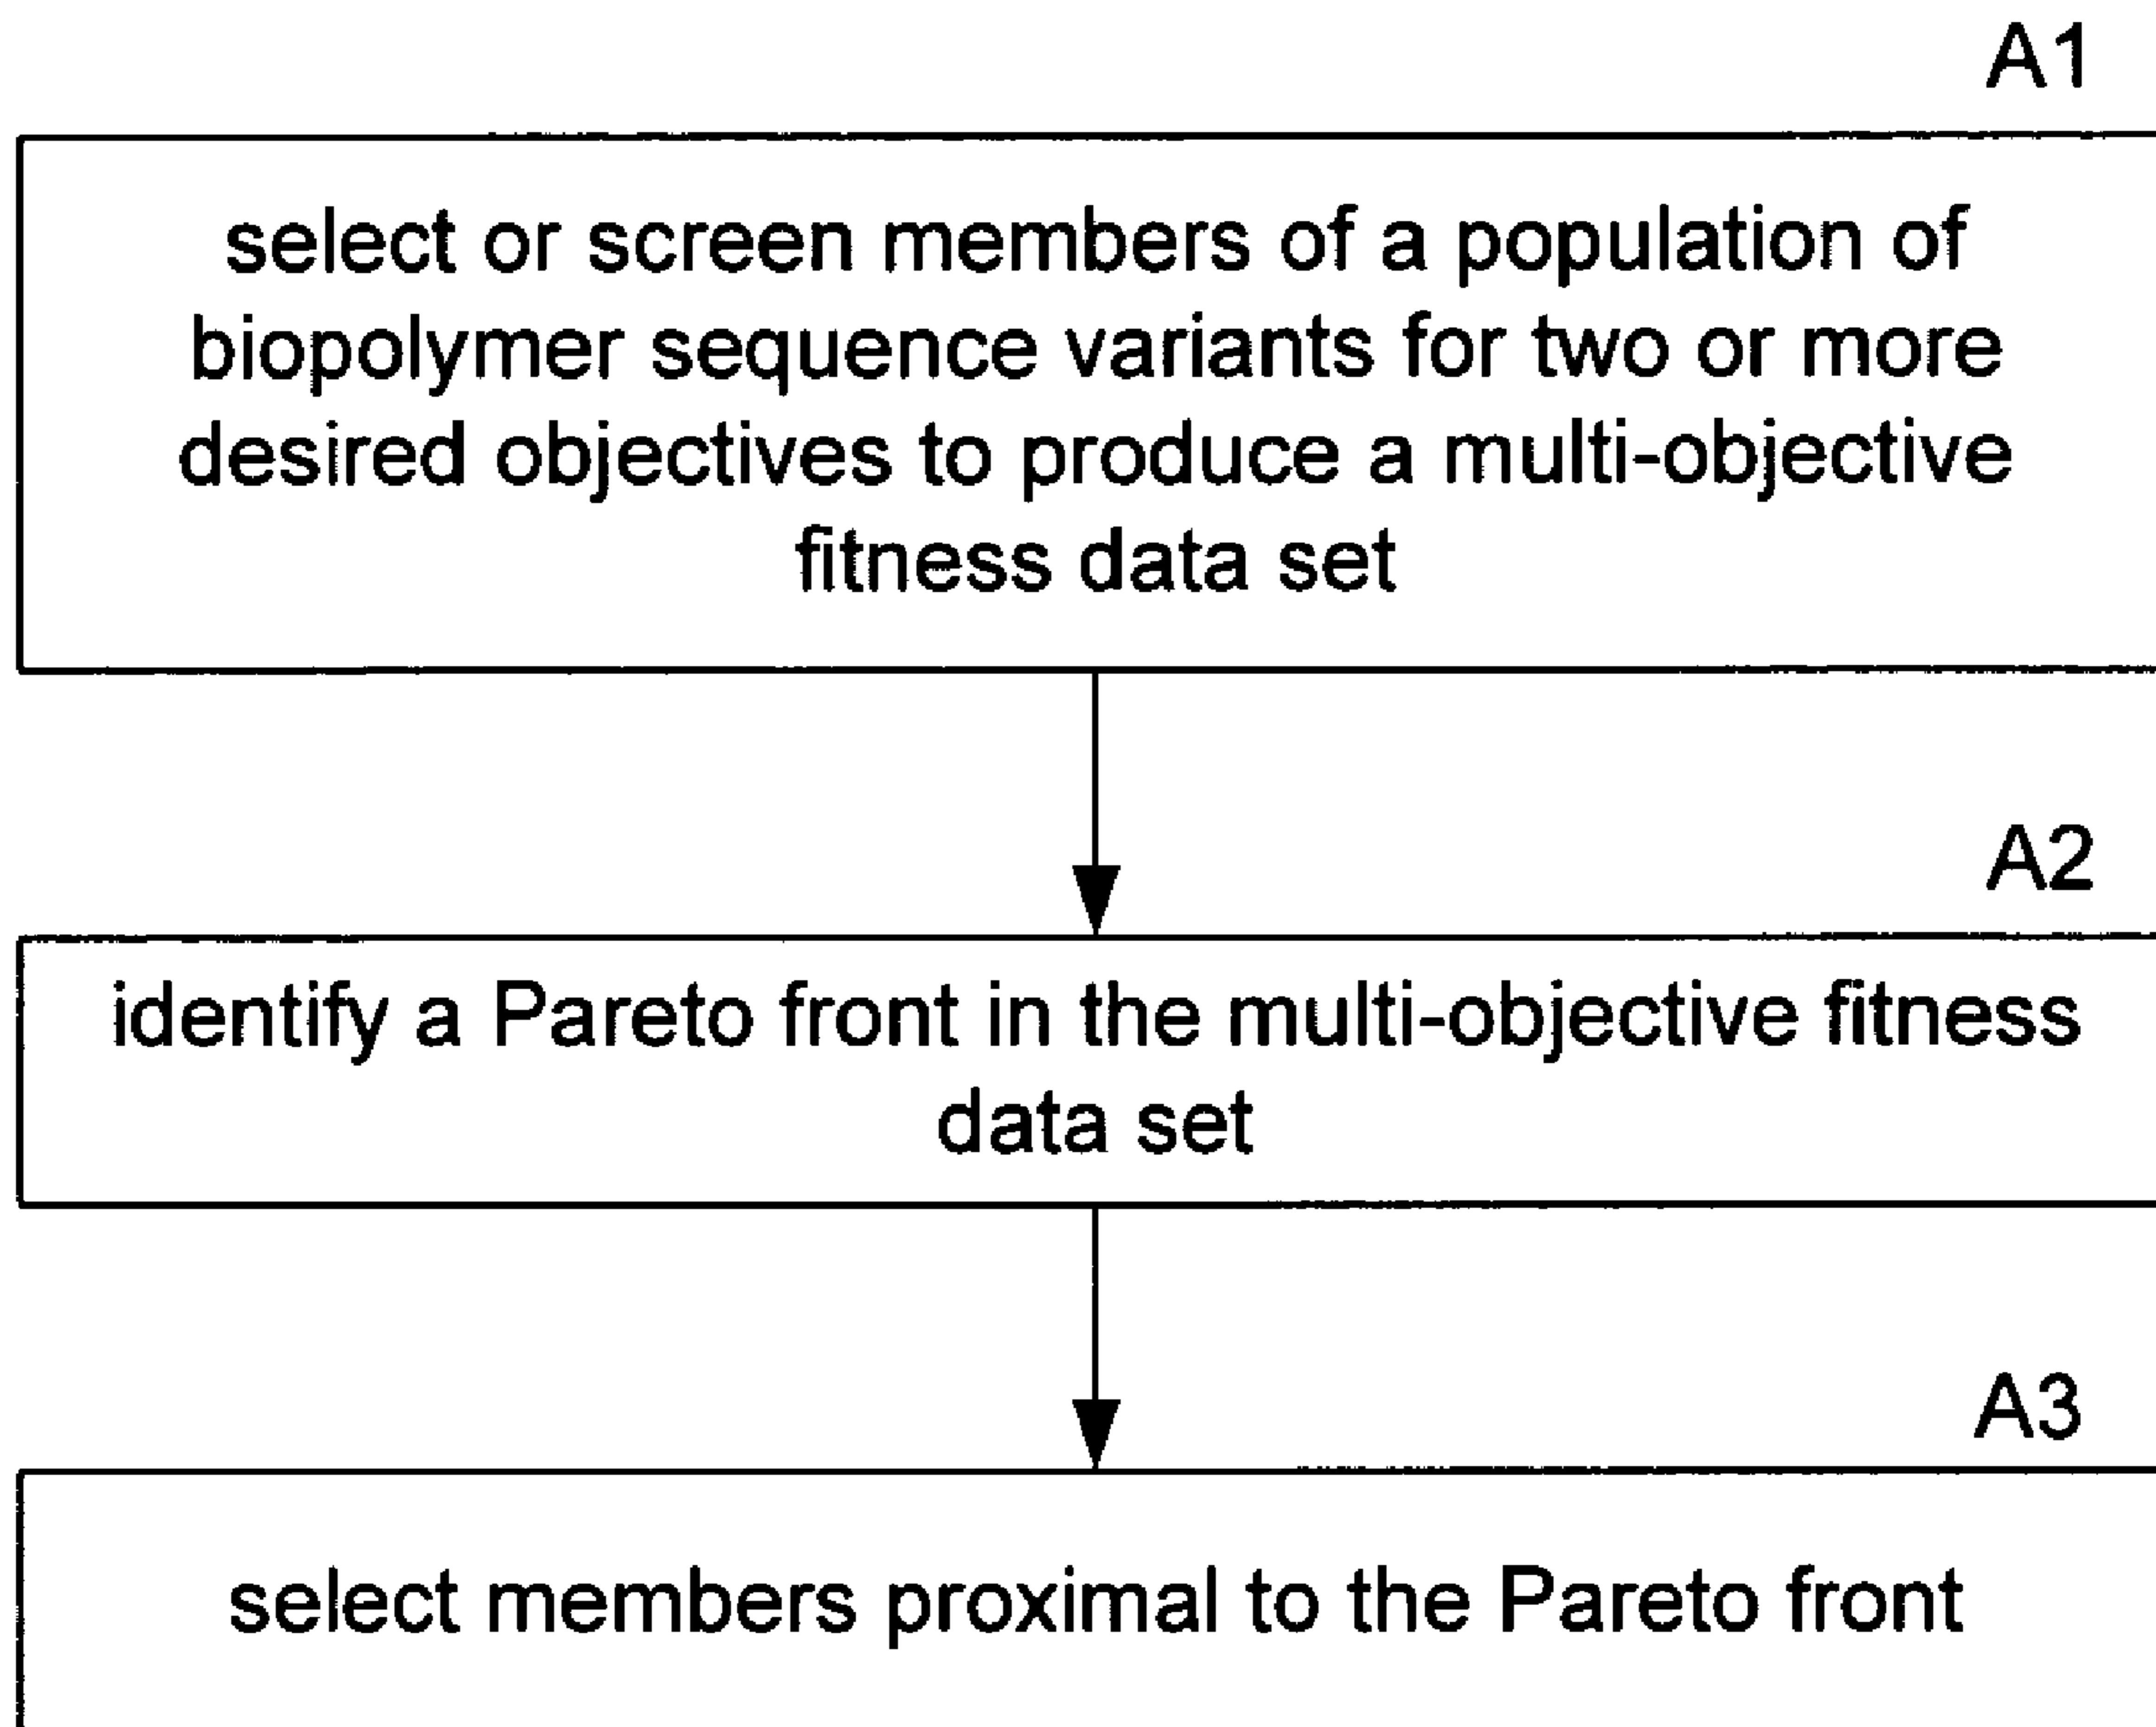 A1
select or screen members of a population of
biopolymer sequence variants for two or more
desired objectives to produce a multi-objective
fitness data set
A2
identify a Pareto front in the multi-objective fitness
data set
A3
select members proximal to the Pareto front